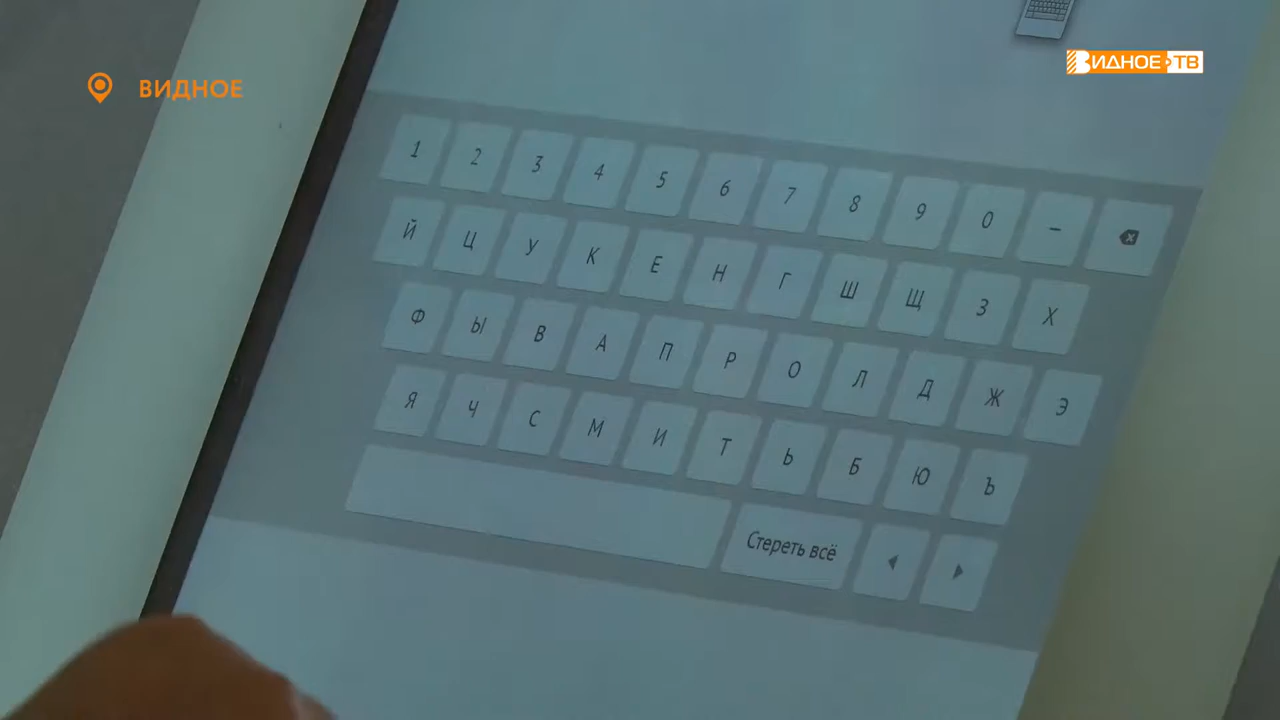 ВИДНОЕ
ВИДНОЕ ТВ
1 2 3 4 5 6 7 8 9 0 –
Й Ц У К Е Н Г Ш Щ З Х
Ф Ы В А П Р О Л Д Ж Э
Я Ч С М И Т Ь Б Ю Ъ
Стереть всё